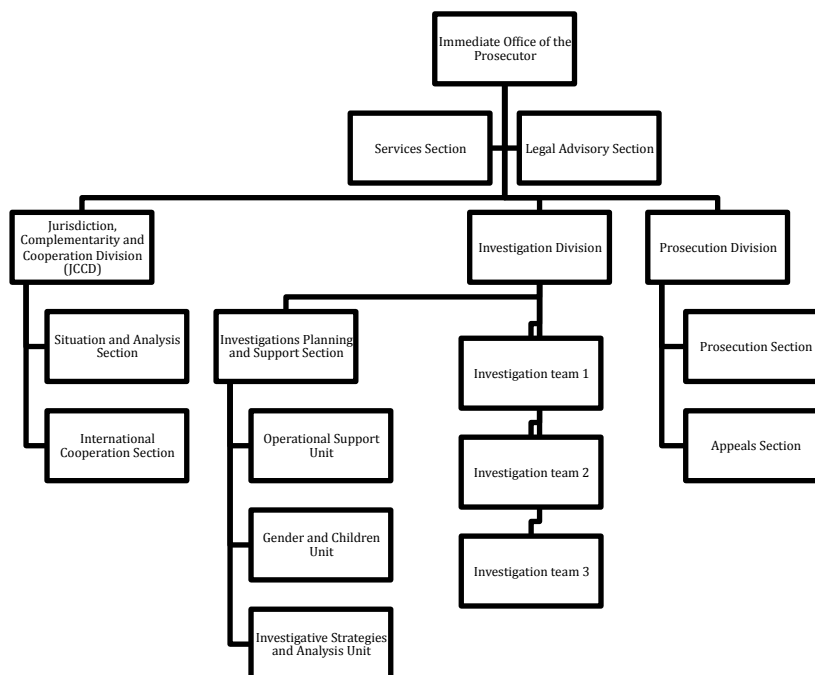 Immediate Office of the
Prosecutor
Services Section
Legal Advisory Section
Jurisdiction,
Complementarity and
Cooperation Division
(JCCD)
Investigation Division
Prosecution Division
Situation and Analysis
Section
Investigations Planning
and Support Section
Investigation team 1
Prosecution Section
International
Cooperation Section
Operational Support
Unit
Investigation team 2
Appeals Section
Gender and Children
Unit
Investigation team 3
Investigative Strategies
and Analysis Unit